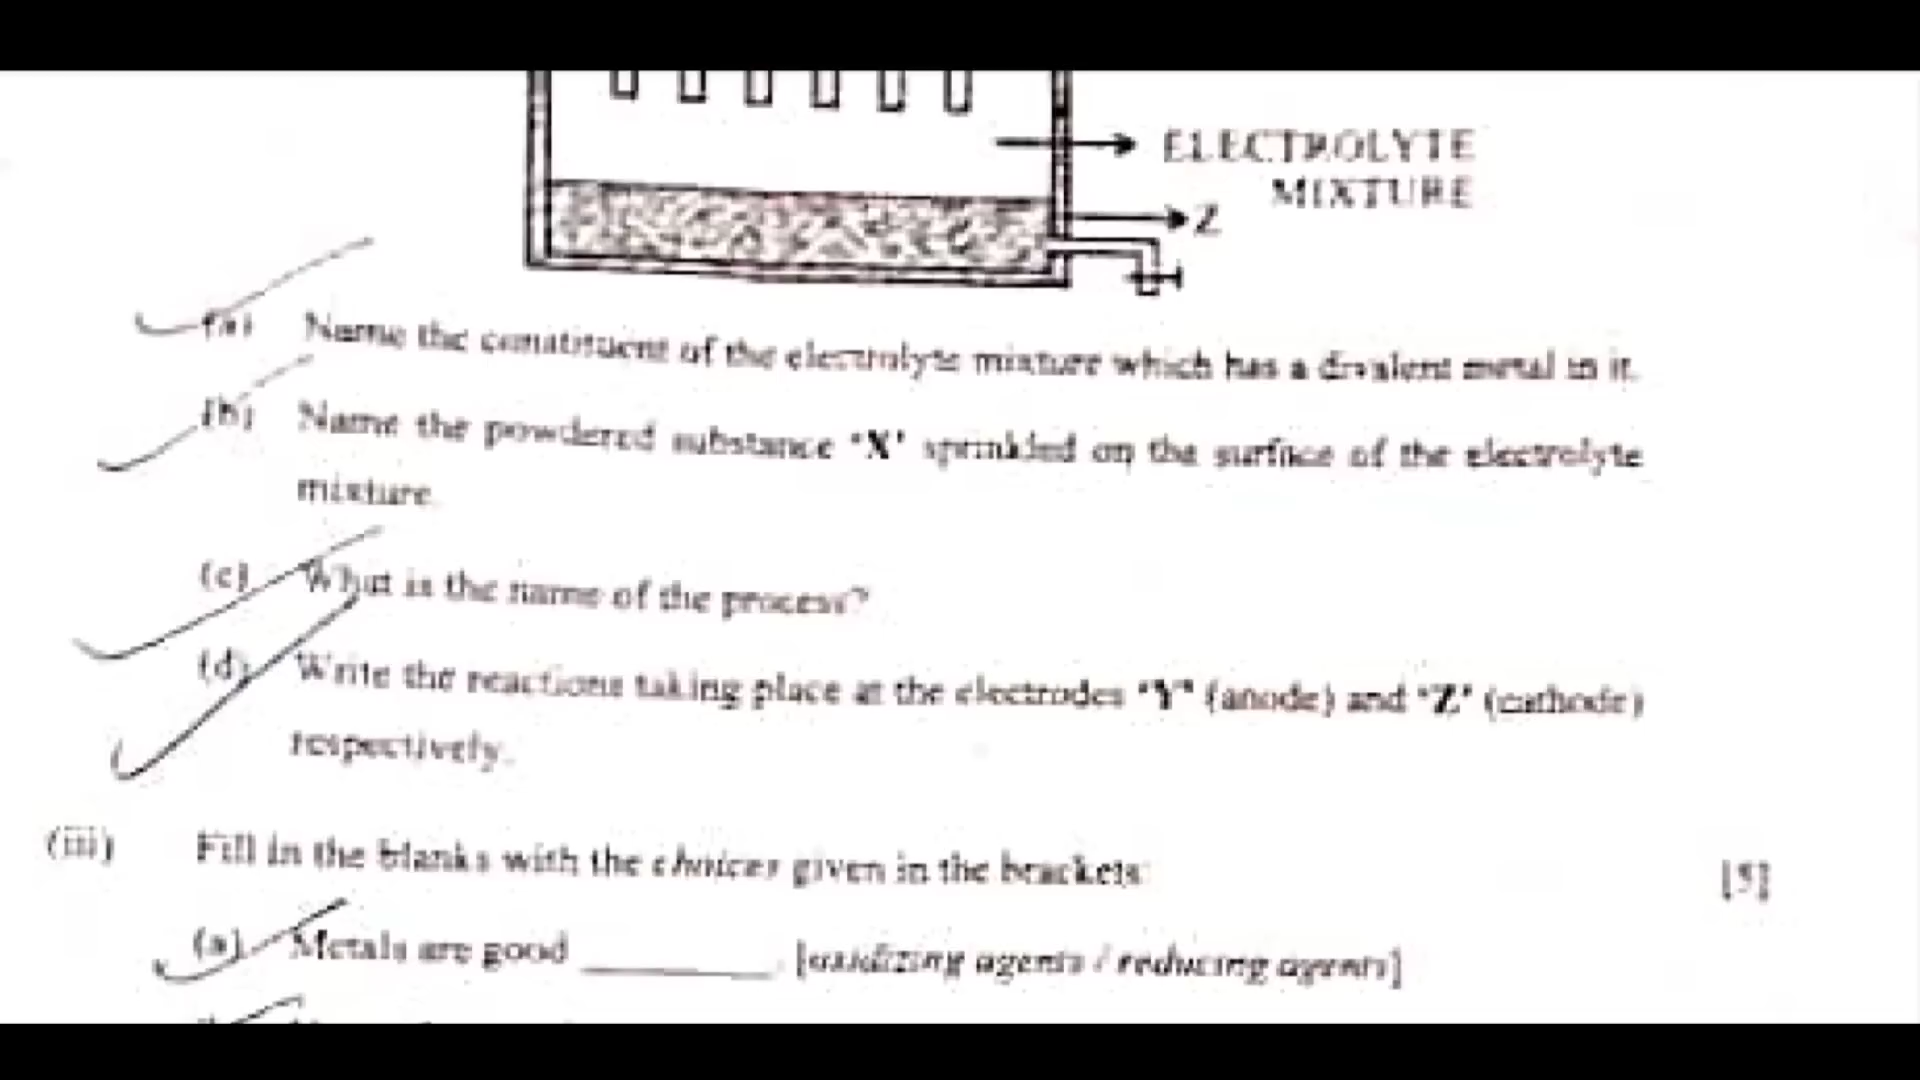 ELECTROLYTE
MIXTURE
Z
(a) Name the constituent of the electrolyte mixture which has a divalent metal in it.
(b) Name the powdered substance ‘X’ sprinkled on the surface of the electrolyte
mixture.
(c) What is the name of the process?
(d) Write the reactions taking place at the electrodes ‘Y’ (anode) and ‘Z’ (cathode)
respectively.
(iii) Fill in the blanks with the choices given in the brackets: [5]
(a) Metals are good ________ [oxidizing agents / reducing agents]